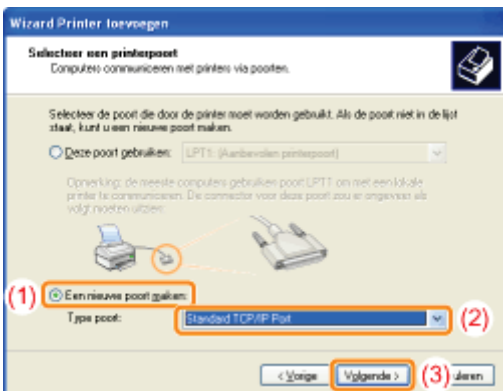 Wizard Printer toevoegen
Selecteer een printerpoort
Computers communiceren met printers via poorten.
Selecteer de poort die door de printer moet worden gebruikt. Als de poort niet in de lijst
staat, kunt u een nieuwe poort maken.
Deze poort gebruiken: LPT1: (Aanbevolen printerpoort)
Opmerking: de meeste computers gebruiken poort LPT1 om met een lokale
printer te communiceren. De connector voor deze poort zou er ongeveer als
volgt moeten uitzien:
(1) Een nieuwe poort maken:
Type poort: Standard TCP/IP Port (2)
< Vorige Volgende > (3) uleren